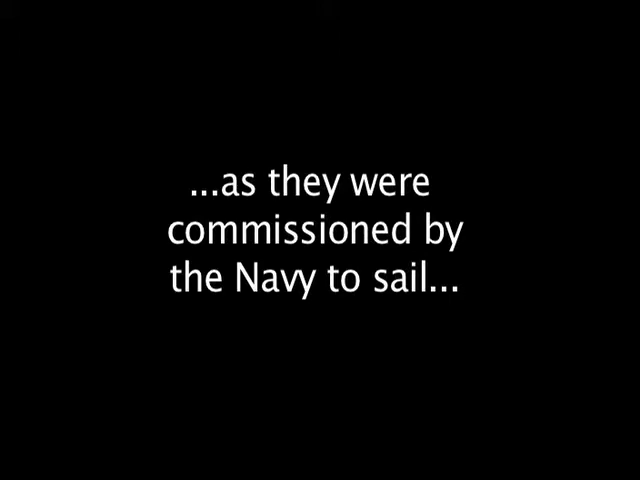 ...as they were
commissioned by
the Navy to sail...